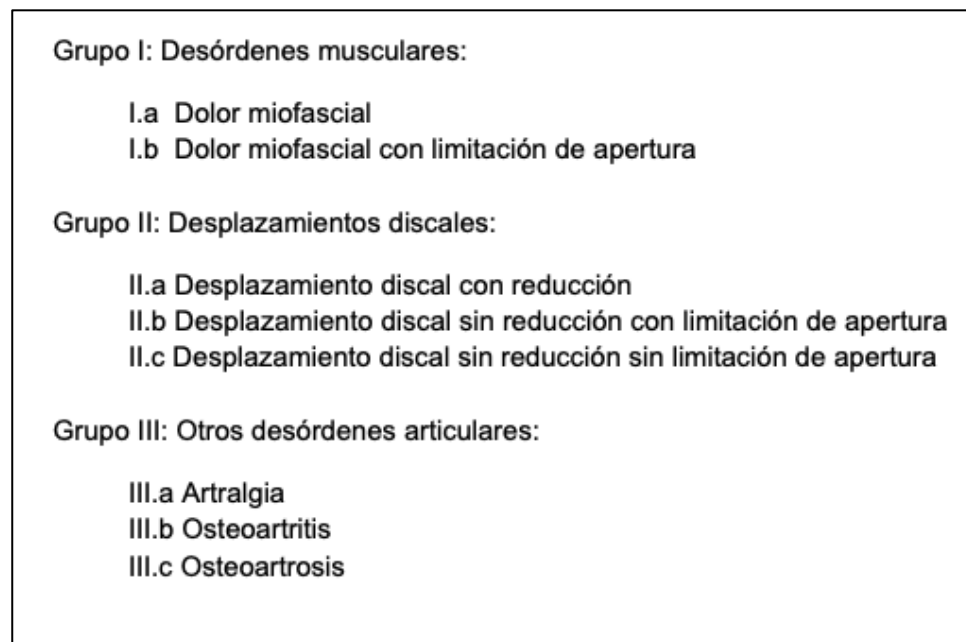 Grupo I: Desórdenes musculares:
I.a Dolor miofascial
I.b Dolor miofascial con limitación de apertura
Grupo II: Desplazamientos discales:
II.a Desplazamiento discal con reducción
II.b Desplazamiento discal sin reducción con limitación de apertura
II.c Desplazamiento discal sin reducción sin limitación de apertura
Grupo III: Otros desórdenes articulares:
III.a Artralgia
III.b Osteoartritis
III.c Osteoartrosis